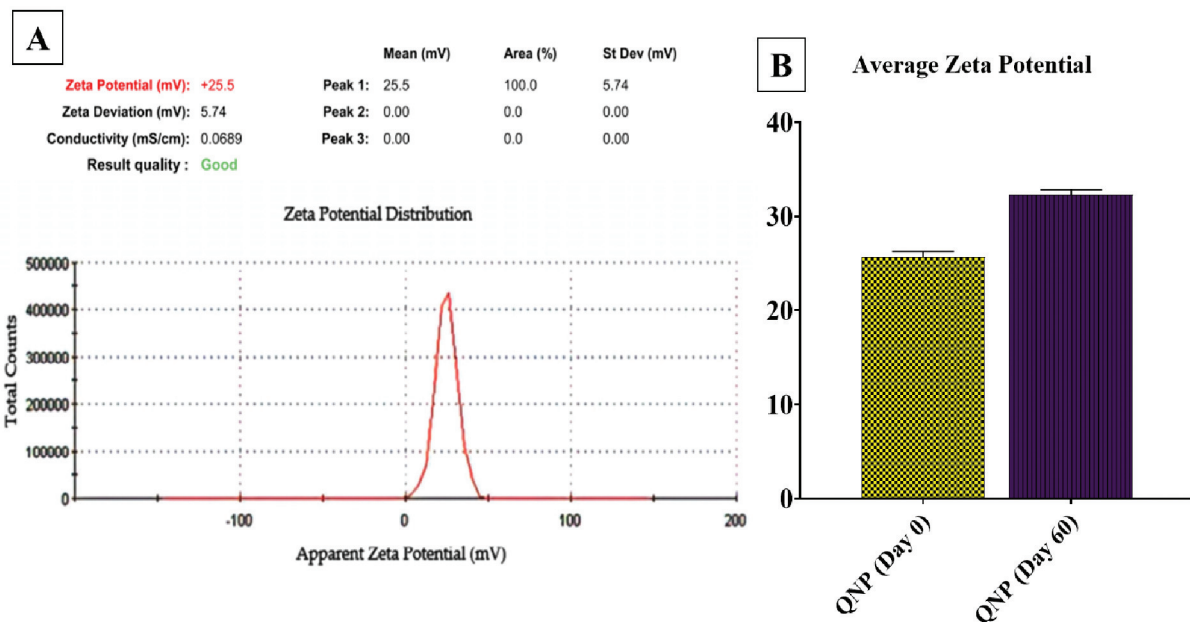 A
Mean (mV) Area (%) St Dev (mV)
Zeta Potential (mV): +25.5 Peak 1: 25.5 100.0 5.74
Zeta Deviation (mV): 5.74 Peak 2: 0.00 0.0 0.00
Conductivity (mS/cm): 0.0689 Peak 3: 0.00 0.0 0.00
Result quality : Good
Zeta Potential Distribution
500000
400000
300000
200000
100000
0
Total Counts
-100 0 100 200
Apparent Zeta Potential (mV)
B
Average Zeta Potential
40
30
20
10
0
QNP (Day 0)
QNP (Day 60)